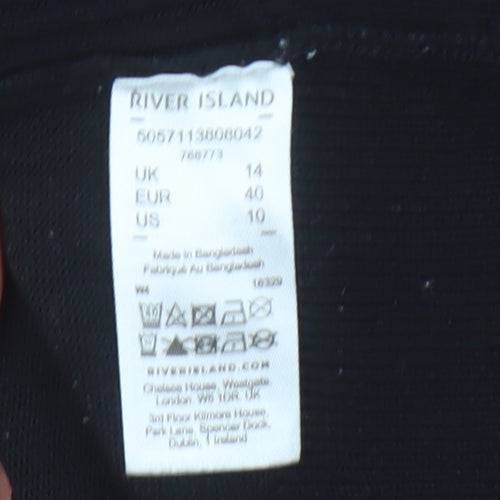 RIVER ISLAND
5057113808042
768773
UK 14
EUR 40
US 10
Made in Bangladesh
Fabriqué Au Bangladesh
W4 16329
RIVERISLAND.COM
Chelsea House, Westgate,
London. W5 1DR. UK
3rd Floor Kilmore House,
Park Lane, Spencer Dock,
Dublin, 1 Ireland